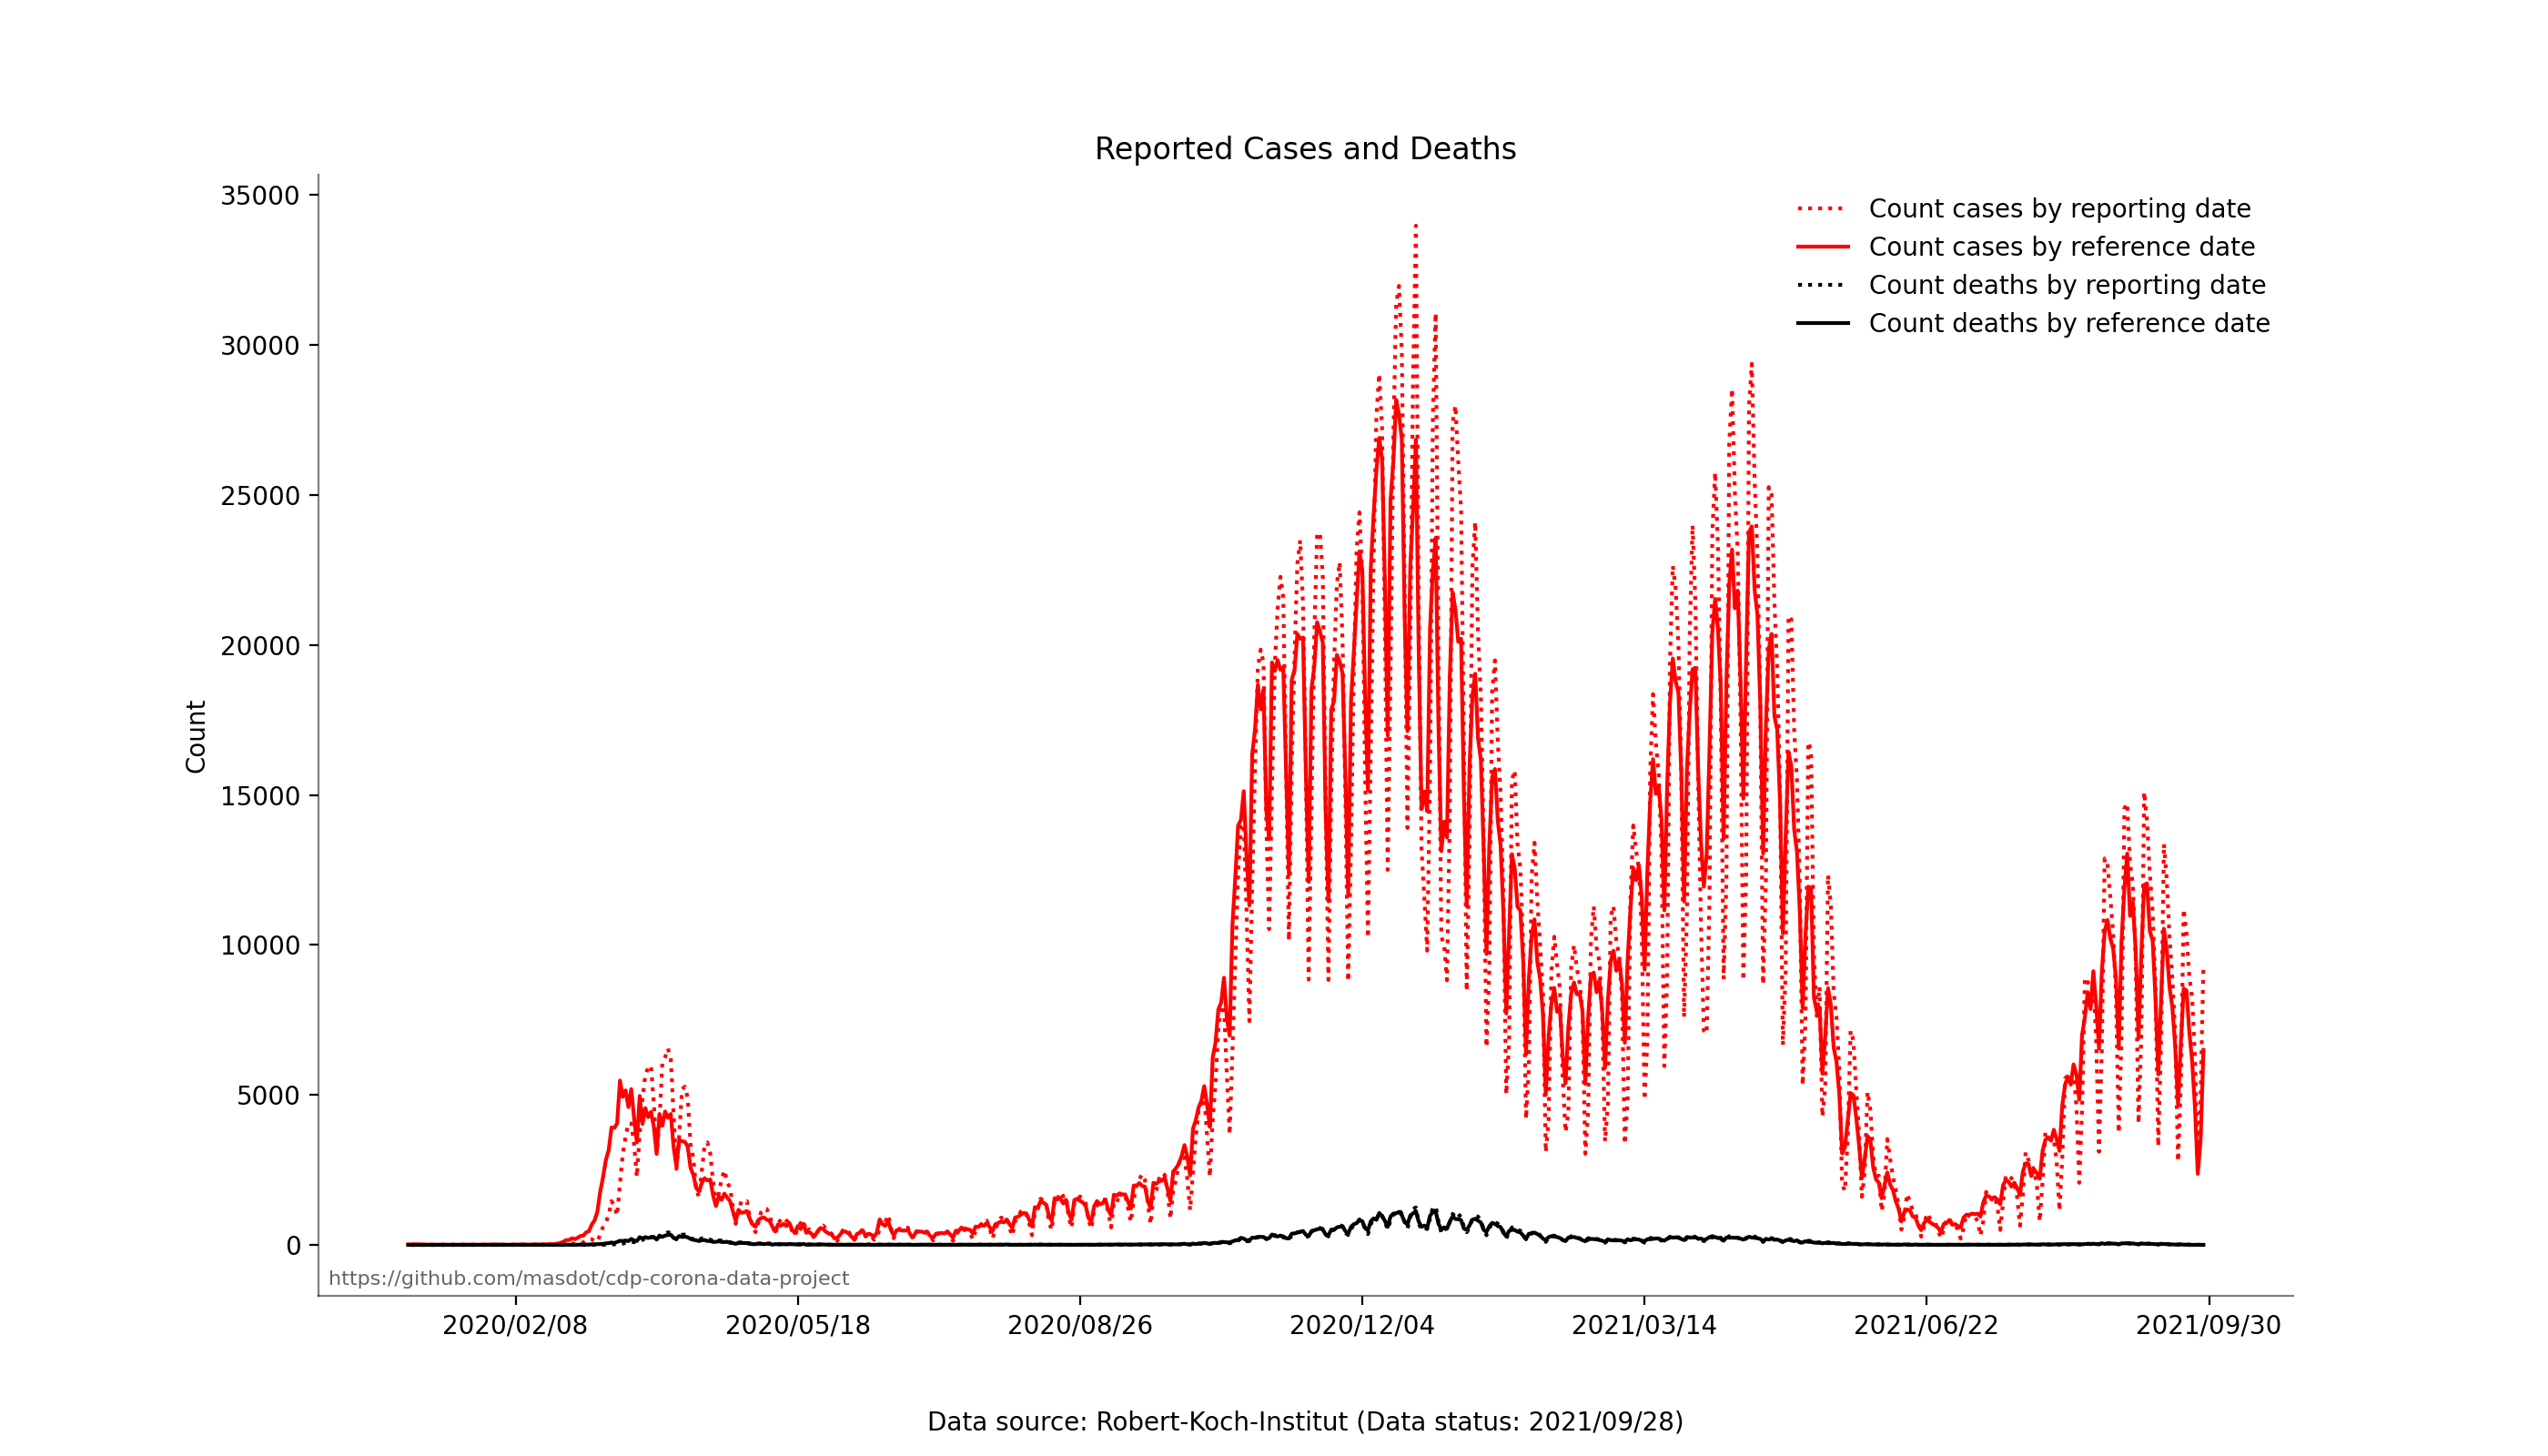 Reported Cases and Deaths
35000
30000
25000
20000
15000
10000
5000
0
Count
Count cases by reporting date
Count cases by reference date
Count deaths by reporting date
Count deaths by reference date
https://github.com/masdot/cdp-corona-data-project
2020/02/08
2020/05/18
2020/08/26
2020/12/04
2021/03/14
2021/06/22
2021/09/30
Data source: Robert-Koch-Institut (Data status: 2021/09/28)